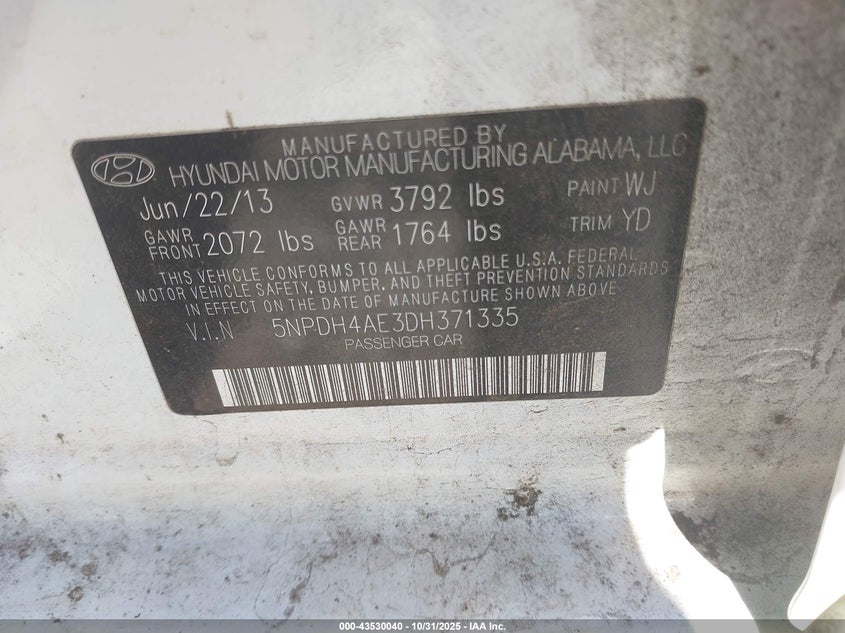 MANUFACTURED BY
HYUNDAI MOTOR MANUFACTURING ALABAMA, LLC
Jun/22/13 GVWR 3792 lbs PAINT WJ
GAWR FRONT 2072 lbs GAWR REAR 1764 lbs TRIM YD
THIS VEHICLE CONFORMS TO ALL APPLICABLE U.S.A. FEDERAL
MOTOR VEHICLE SAFETY, BUMPER, AND THEFT PREVENTION STANDARDS
IN EFFECT ON THE DATE OF MANUFACTURE SHOWN ABOVE
V.I.N 5NPDH4AE3DH371335
PASSENGER CAR
000-43530040 - 10/31/2025 - IAA Inc.